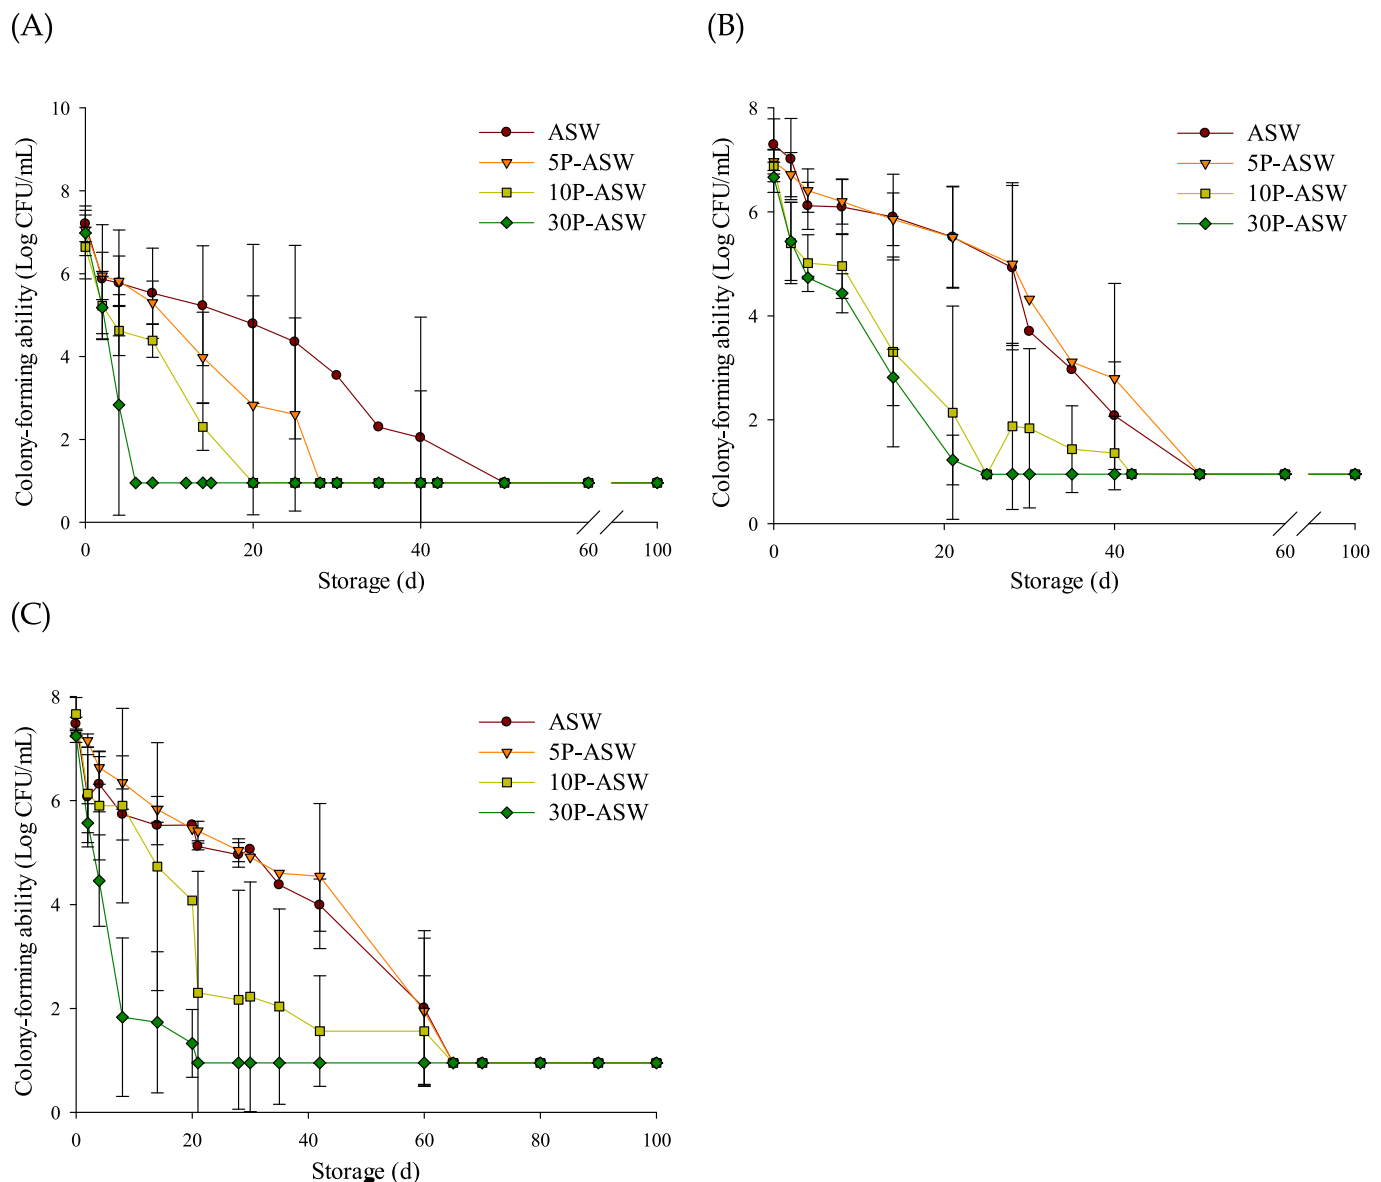 (A)
10
8
6
4
2
0
Colony-forming ability (Log CFU/mL)
ASW
5P-ASW
10P-ASW
30P-ASW
0 20 40 60 100
Storage (d)
(B)
8
6
4
2
0
Colony-forming ability (Log CFU/mL)
ASW
5P-ASW
10P-ASW
30P-ASW
0 20 40 60 100
Storage (d)
(C)
8
6
4
2
0
Colony-forming ability (Log CFU/mL)
ASW
5P-ASW
10P-ASW
30P-ASW
0 20 40 60 80 100
Storage (d)